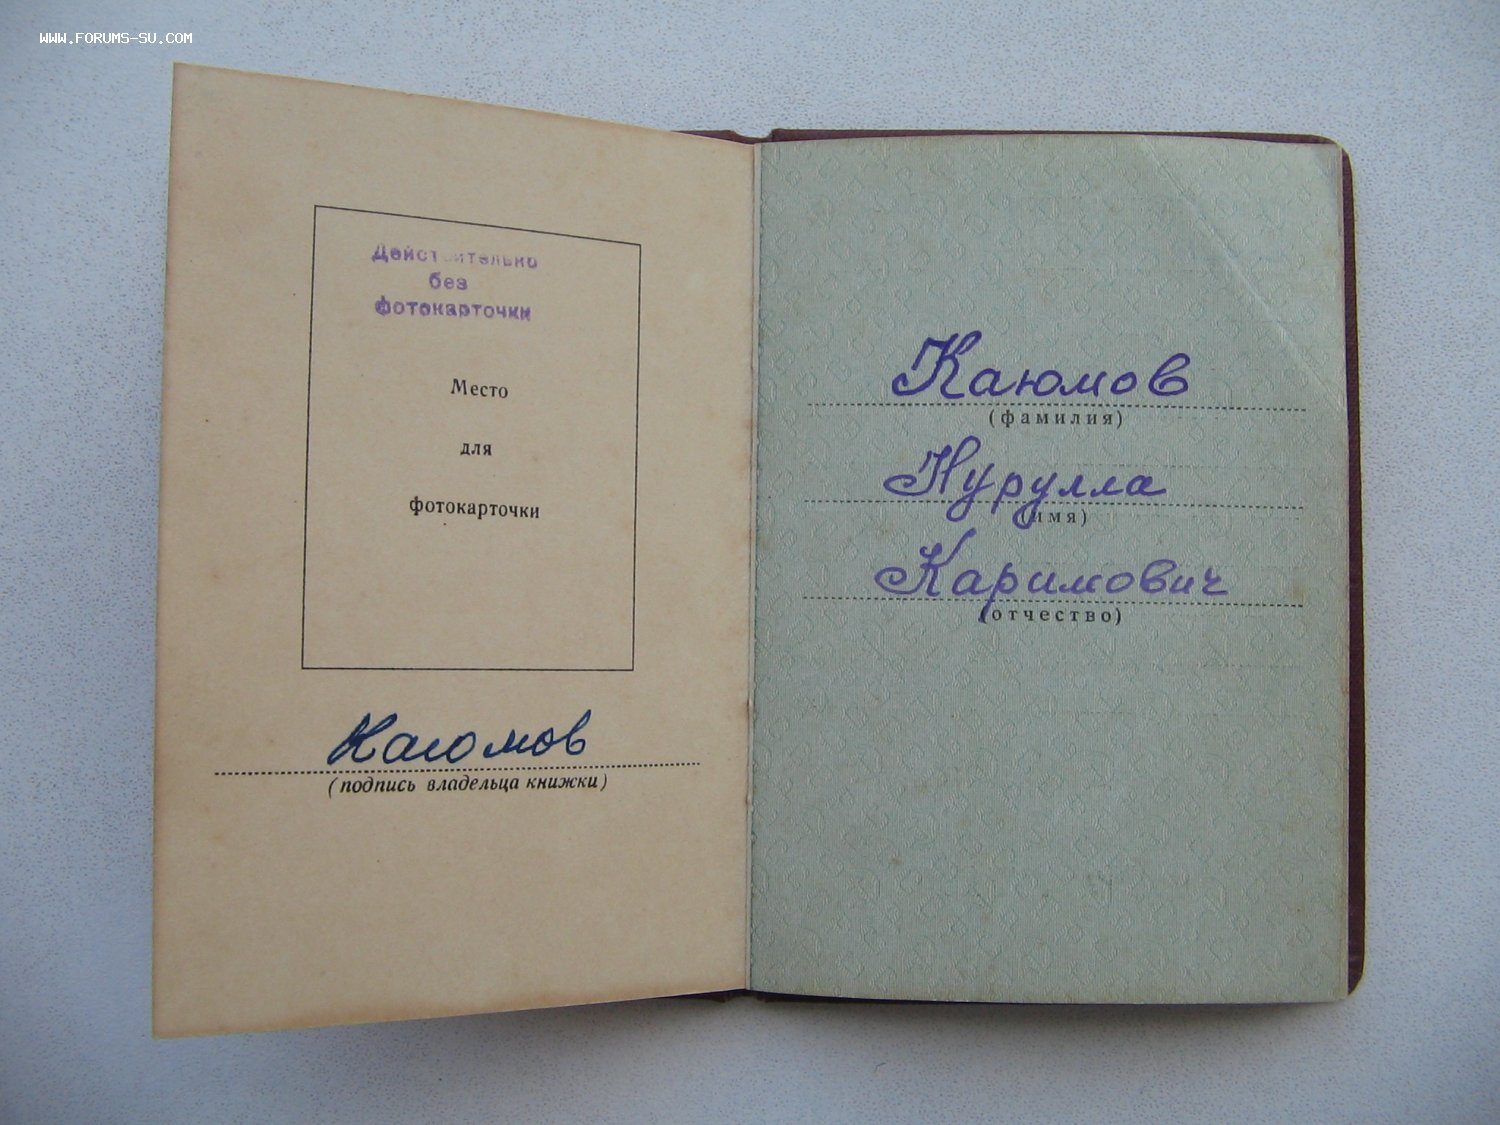 WWW.FORUMS-SU.COM
Действительно
без
фотокарточки
Место
для
фотокарточки
Каюмов
(подпись владельца книжки)
Каюмов
(фамилия)
Нурулла
(имя)
Каримович
(отчество)